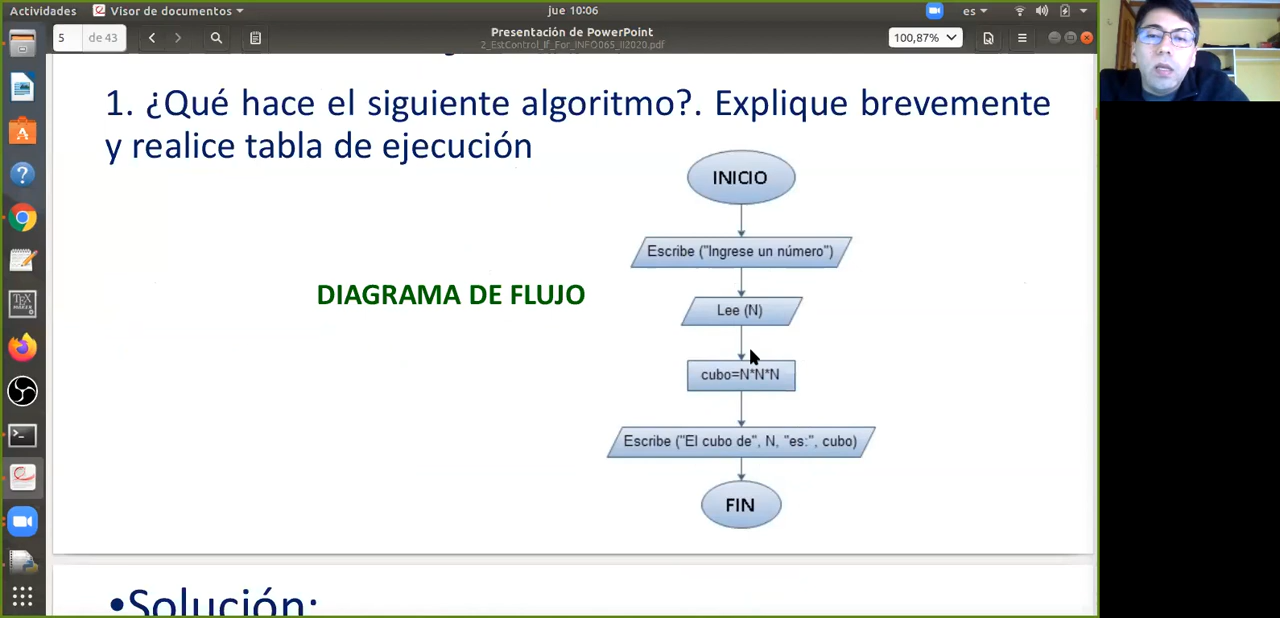 Actividades
Visor de documentos
jue 10:06
es
5
de 43
Presentación de PowerPoint
2_EstControl_If_For_INFO065_II2020.pdf
100,87%
1. ¿Qué hace el siguiente algoritmo?. Explique brevemente
y realice tabla de ejecución
INICIO
Escribe ("Ingrese un número")
DIAGRAMA DE FLUJO
Lee (N)
cubo=N*N*N
Escribe ("El cubo de", N, "es:", cubo)
FIN
•Solución: